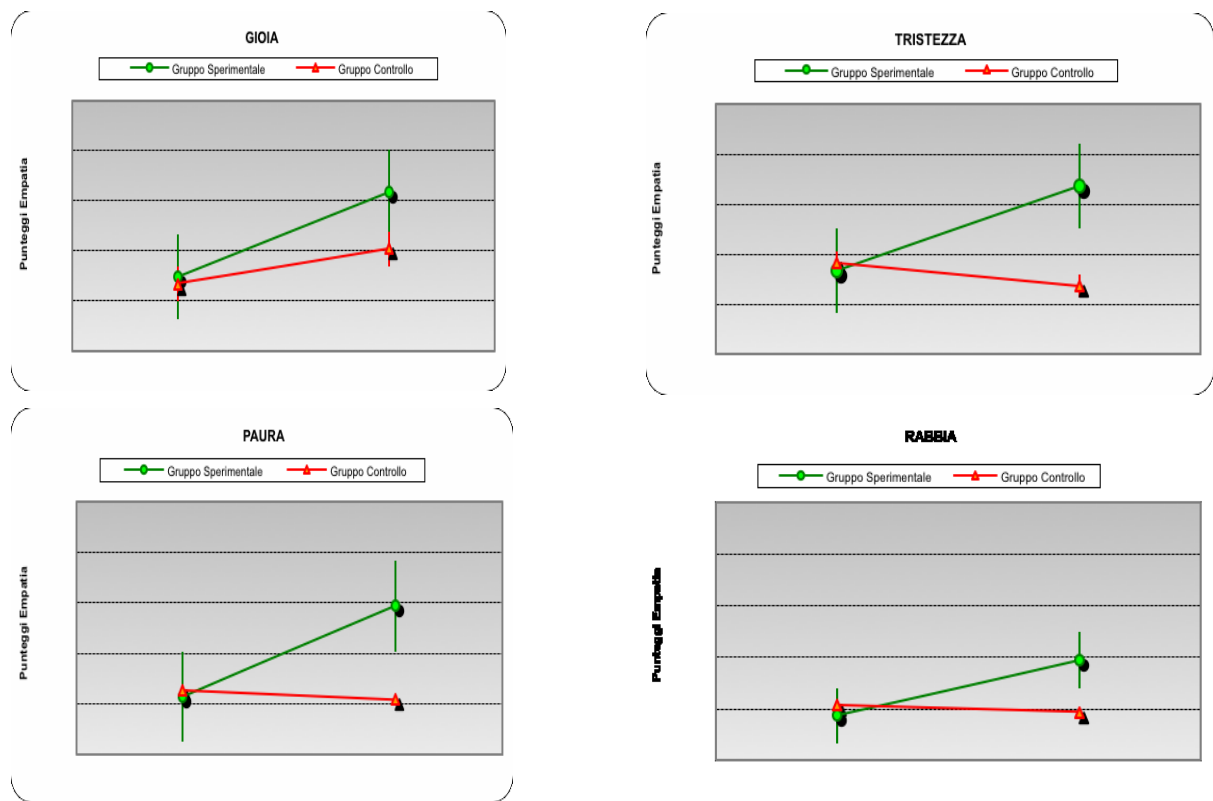 GIOIA
Gruppo Sperimentale Gruppo Controllo
Punteggi Empatia
TRISTEZZA
Gruppo Sperimentale Gruppo Controllo
Punteggi Empatia
PAURA
Gruppo Sperimentale Gruppo Controllo
Punteggi Empatia
RABBIA
Gruppo Sperimentale Gruppo Controllo
Punteggi Empatia